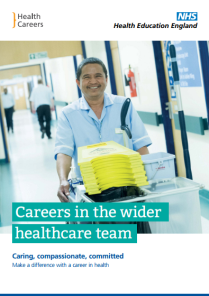 Health
Careers
NHS
Health Education England
Careers in the wider
healthcare team
Caring, compassionate, committed
Make a difference with a career in health